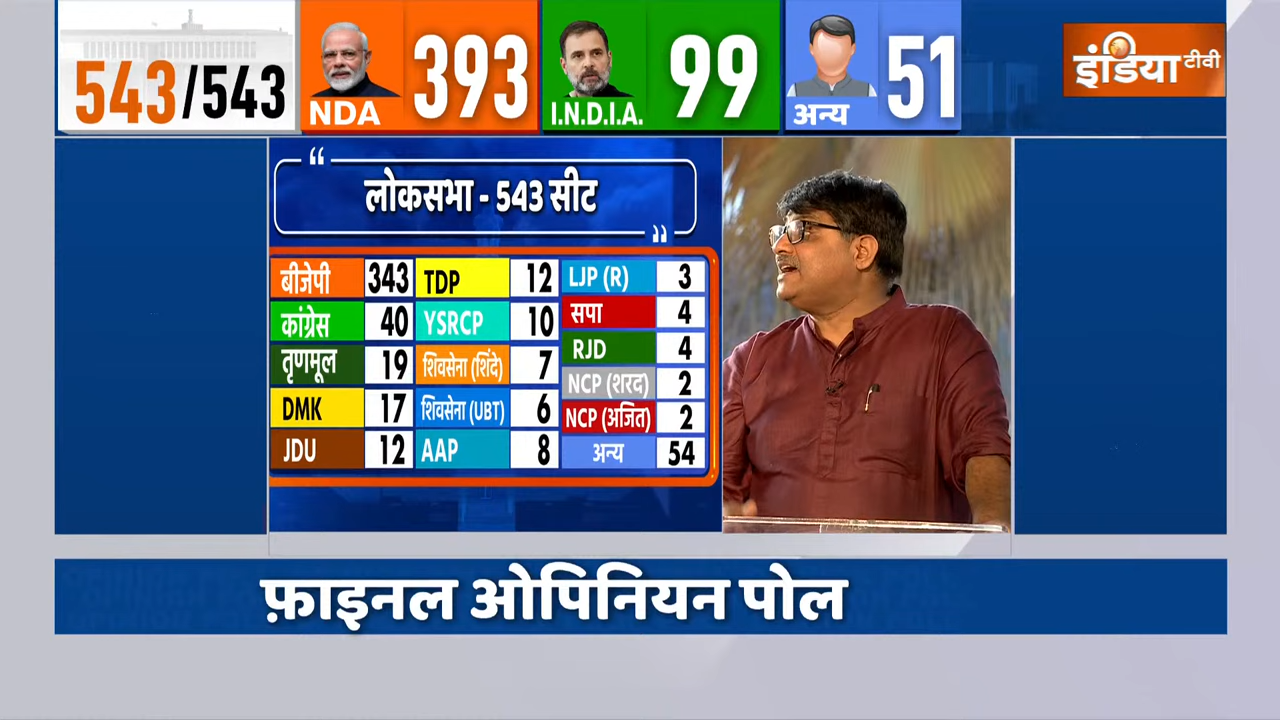 543/543
NDA
393
I.N.D.I.A.
99
अन्य
51
इंडिया टीवी
“
लोकसभा - 543 सीट
”
बीजेपी 343
कांग्रेस 40
तृणमूल 19
DMK 17
JDU 12
TDP 12
YSRCP 10
शिवसेना (शिंदे) 7
शिवसेना (UBT) 6
AAP 8
LJP (R) 3
सपा 4
RJD 4
NCP (शरद) 2
NCP (अजित) 2
अन्य 54
फ़ाइनल ओपिनियन पोल